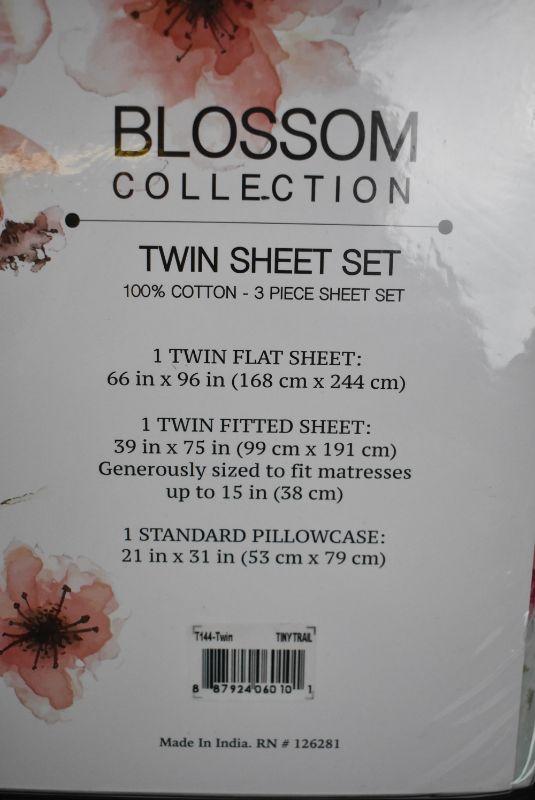 BLOSSOM
COLLECTION
TWIN SHEET SET
100% COTTON - 3 PIECE SHEET SET
1 TWIN FLAT SHEET:
66 in x 96 in (168 cm x 244 cm)
1 TWIN FITTED SHEET:
39 in x 75 in (99 cm x 191 cm)
Generously sized to fit matresses
up to 15 in (38 cm)
1 STANDARD PILLOWCASE:
21 in x 31 in (53 cm x 79 cm)
T144-Twin TINYTRAIL
8 87924 06010 1
Made In India. RN # 126281